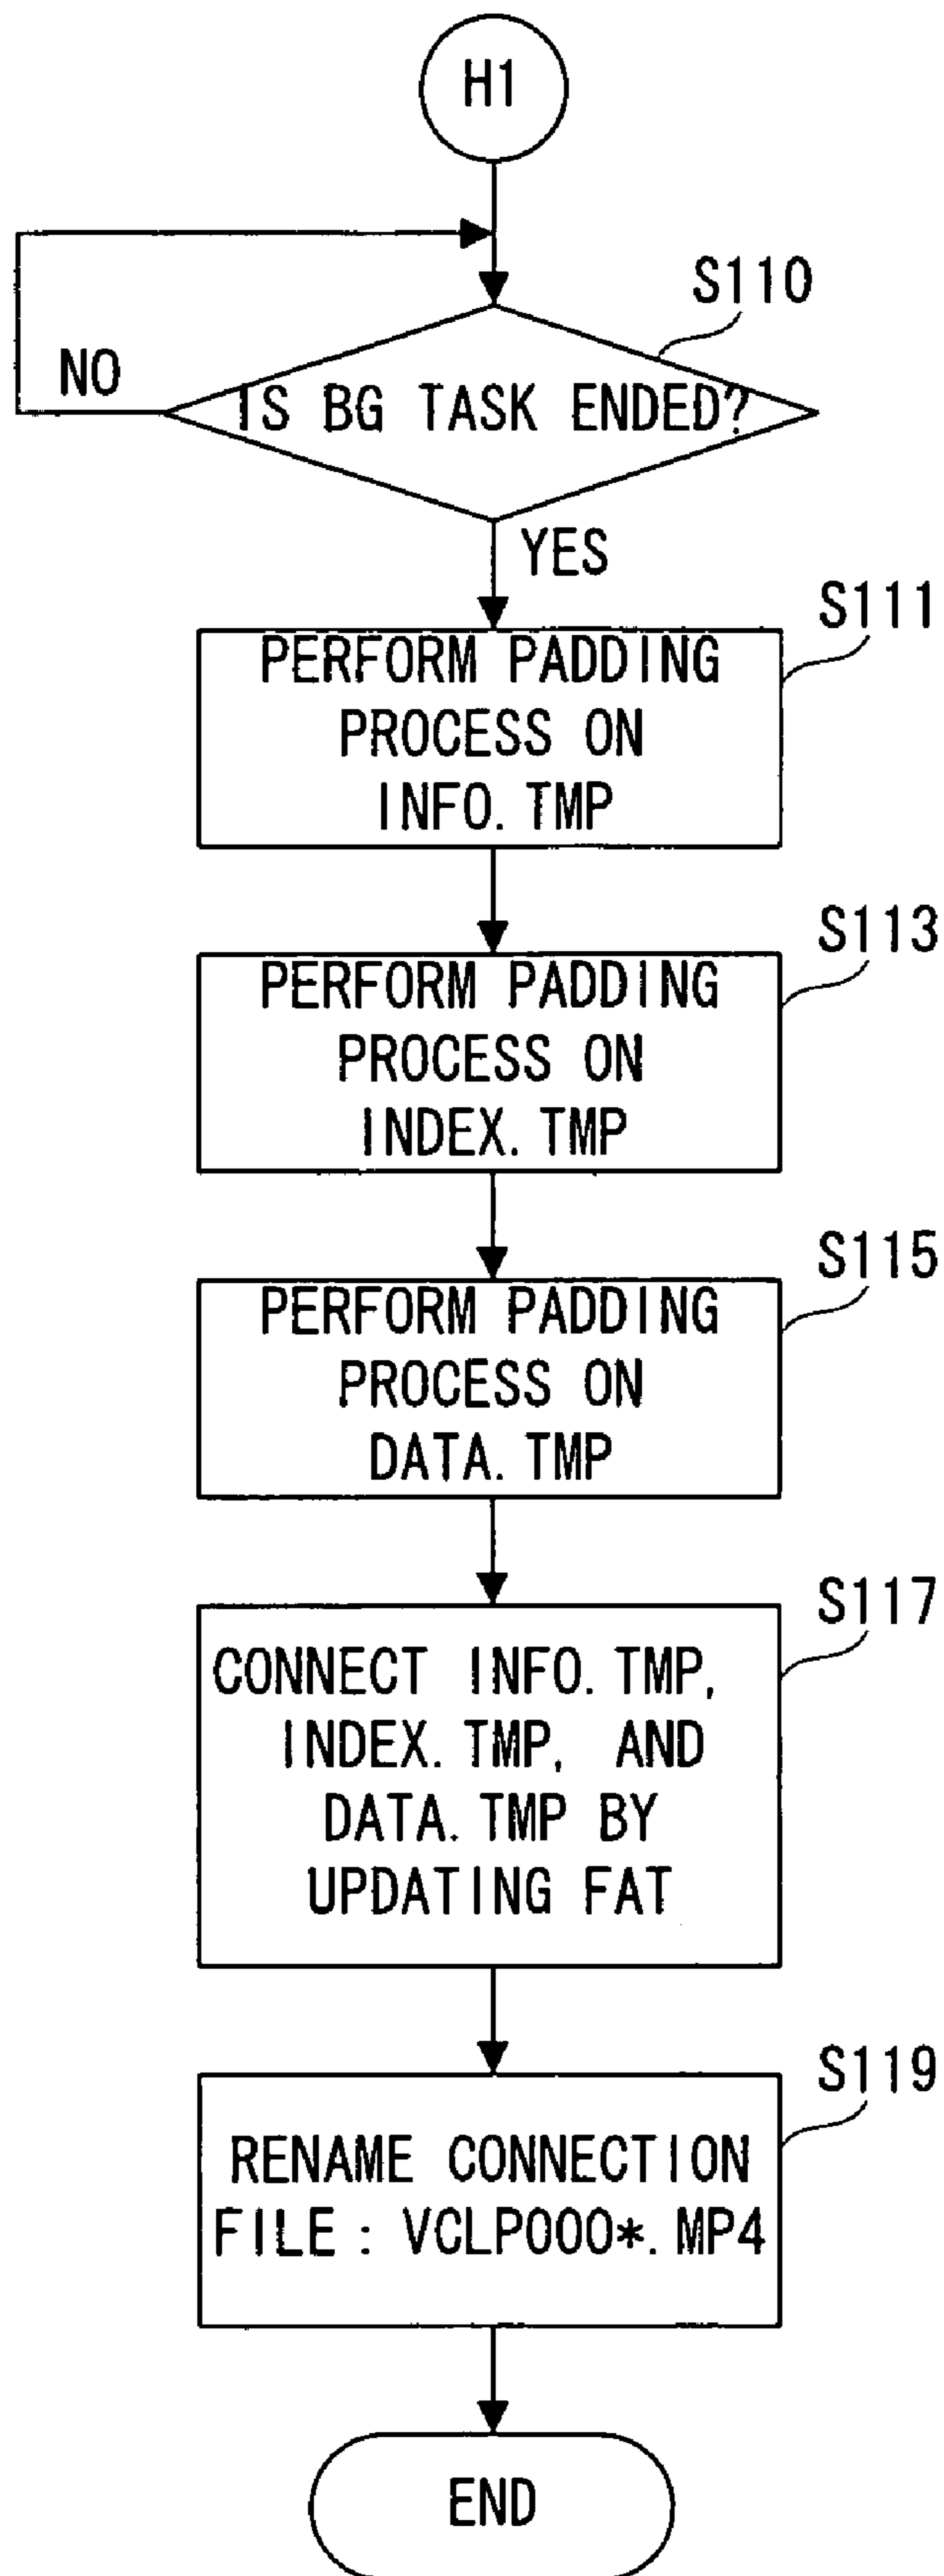 H1
S110
NO
IS BG TASK ENDED?
YES
S111
PERFORM PADDING
PROCESS ON
INFO.TMP
S113
PERFORM PADDING
PROCESS ON
INDEX.TMP
S115
PERFORM PADDING
PROCESS ON
DATA.TMP
S117
CONNECT INFO.TMP,
INDEX.TMP, AND
DATA.TMP BY
UPDATING FAT
S119
RENAME CONNECTION
FILE : VCLP000*.MP4
END